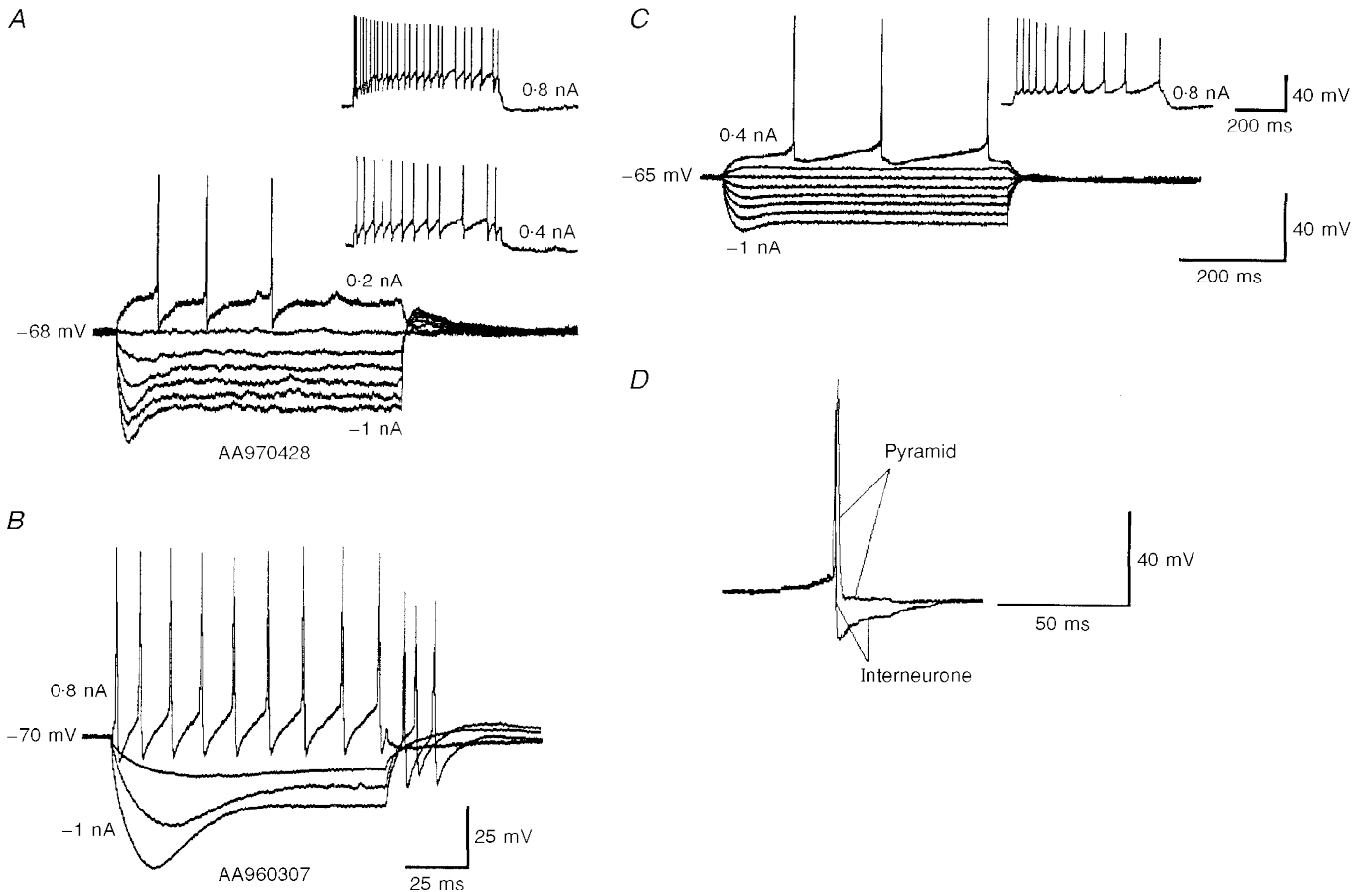 A
0·8 nA
0·4 nA
0·2 nA
−68 mV
−1 nA
AA970428
B
0·8 nA
−70 mV
−1 nA
25 mV
25 ms
AA960307
C
0·4 nA
0·8 nA
40 mV
200 ms
−65 mV
−1 nA
40 mV
200 ms
D
Pyramid
40 mV
50 ms
Interneurone